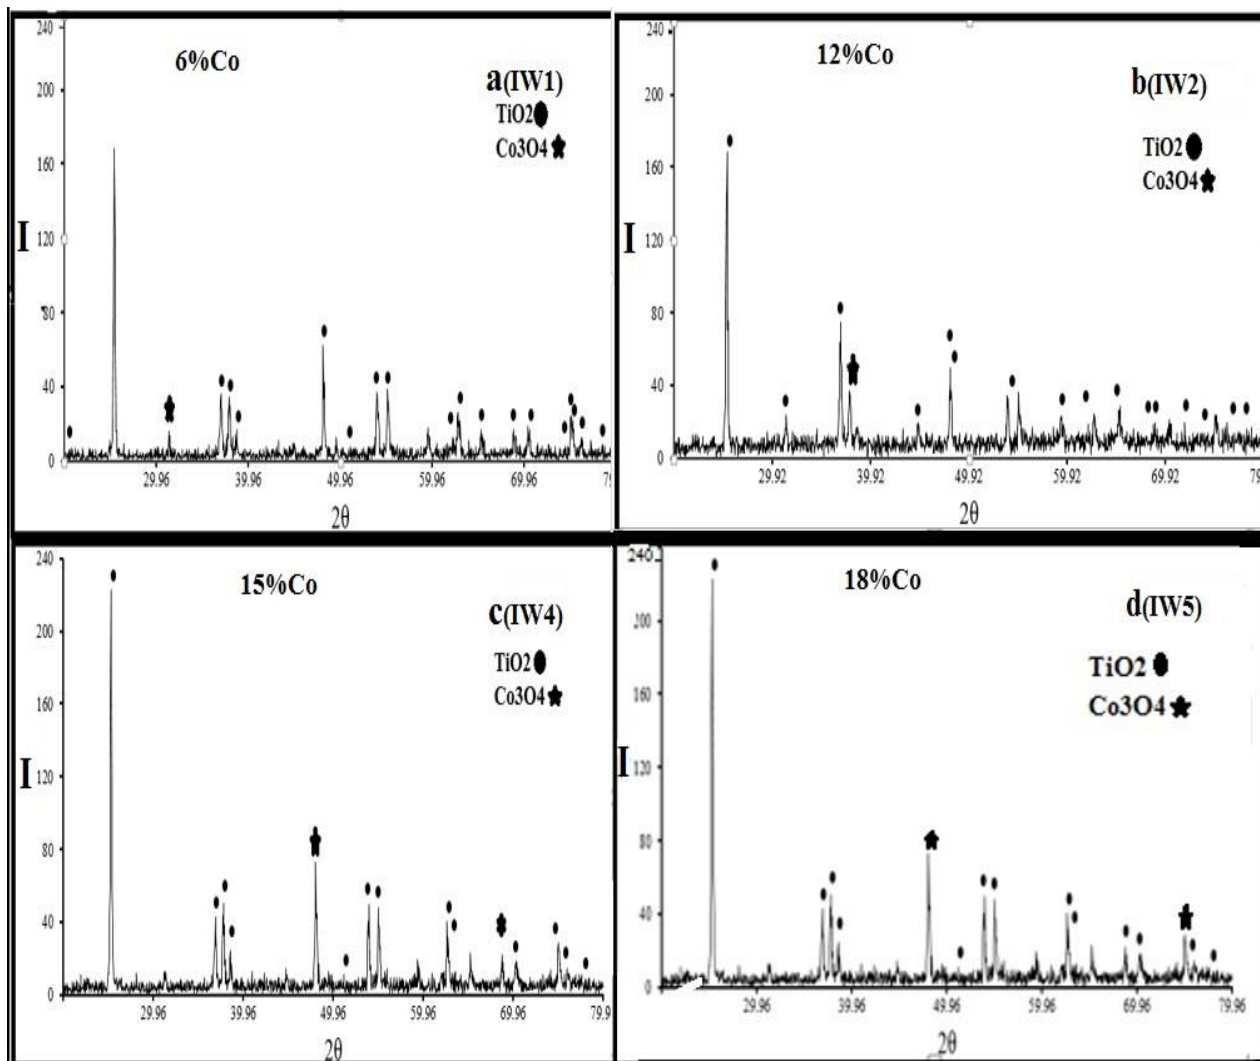 6%Co
a(IW1)
TiO2
Co3O4
240
200
160
I 120
80
40
0
29.96 39.96 49.96 59.96 69.96 79
2θ
12%Co
b(IW2)
TiO2
Co3O4
240
200
160
I 120
80
40
0
29.92 39.92 49.92 59.92 69.92 79
2θ
15%Co
c(IW4)
TiO2
Co3O4
240
200
160
I 120
80
40
0
29.96 39.96 49.96 59.96 69.96 79.9
2θ
18%Co
d(IW5)
TiO2
Co3O4
240
200
160
I 120
80
40
0
29.96 39.96 49.96 59.96 69.96 79.96
2θ